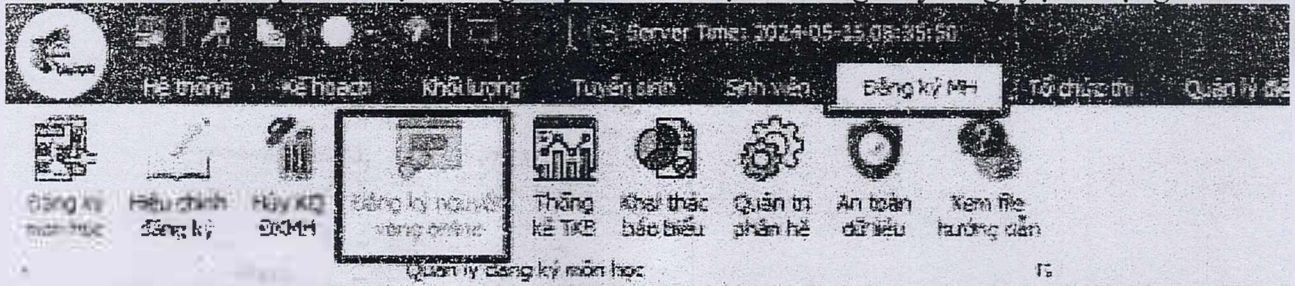 Server Time: 2024-05-15 08:35:50
Hệ thống Kế hoạch Khối lượng Tuyển sinh Sinh viên Đăng ký MH Tổ chức thi Quản lý điể
Đăng ký Hiệu chỉnh Hủy KQ Đăng ký nguyện Thống Khai thác Quản trị An toàn Xem file
môn học đăng ký ĐKMH vọng online kê TKB báo biểu phân hệ dữ liệu hướng dẫn
Quản lý đăng ký môn học